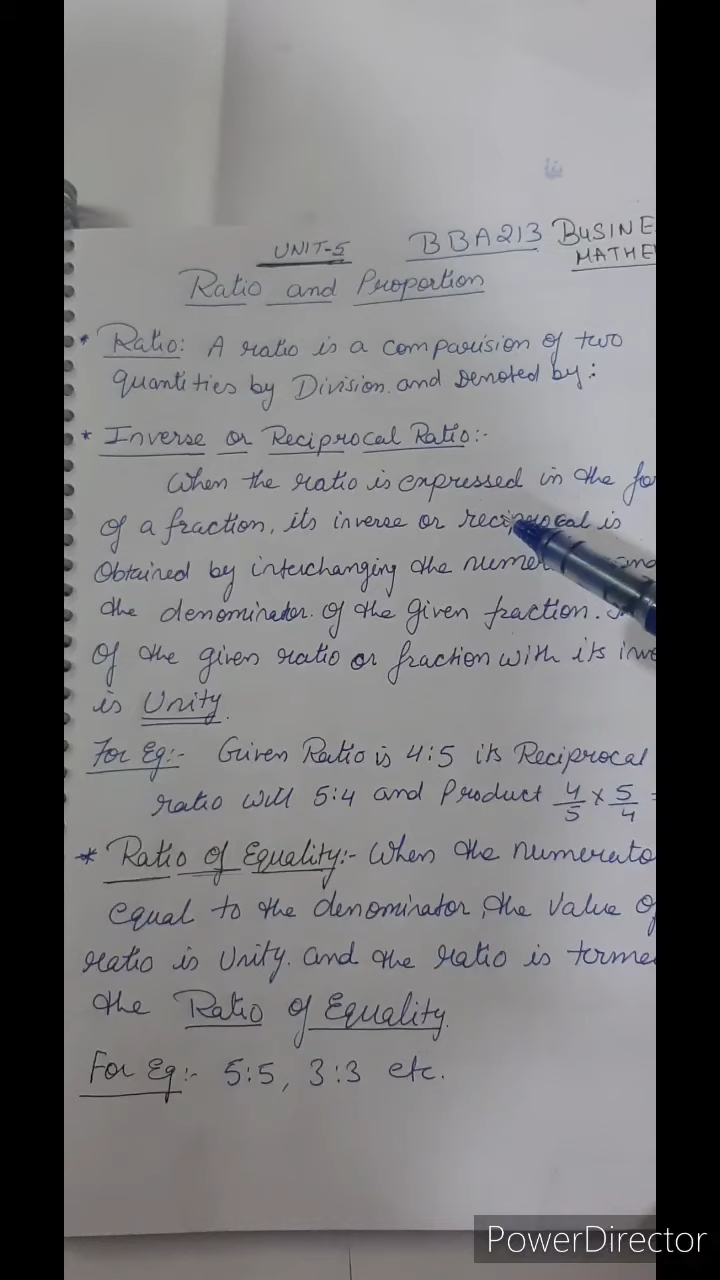 UNIT-5 BBA213 BUSINE
MATHE
Ratio and Proportion
* Ratio: A ratio is a comparision of two
quantities by Division. and Denoted by :
* Inverse or Reciprocal Ratio:-
When the ratio is expressed in the fo
of a fraction, its inverse or reciprocal is
Obtained by interchanging the numer
the denominator. Of the given fraction.
Of the given ratio or fraction with its inve
is Unity.
For Eg:- Given Ratio is 4:5 its Reciprocal
ratio will 5:4 and Product 4/5 × 5/4 =
* Ratio of Equality:- When the numerato
equal to the denominator, the value of
ratio is Unity. and the ratio is terme
the Ratio of Equality.
For Eg:- 5:5, 3:3 etc.
PowerDirector